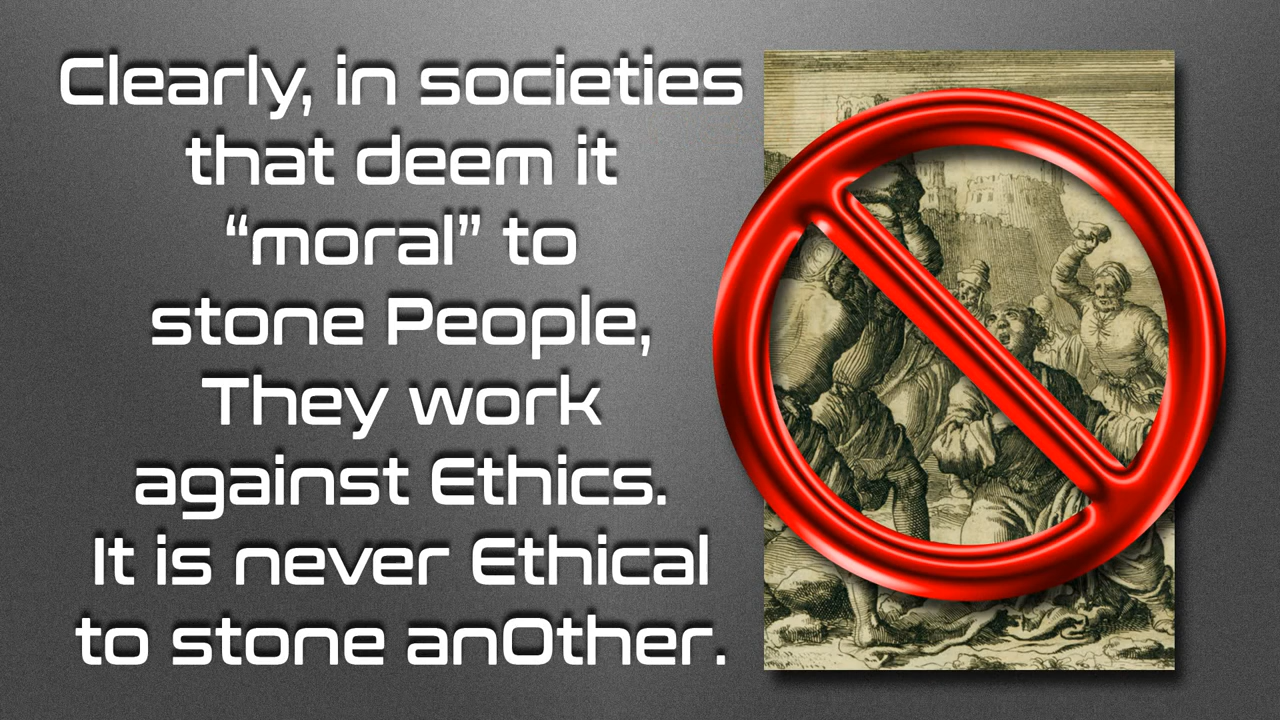 Clearly, in societies
that deem it
“moral” to
stone People,
They work
against Ethics.
It is never Ethical
to stone anOther.